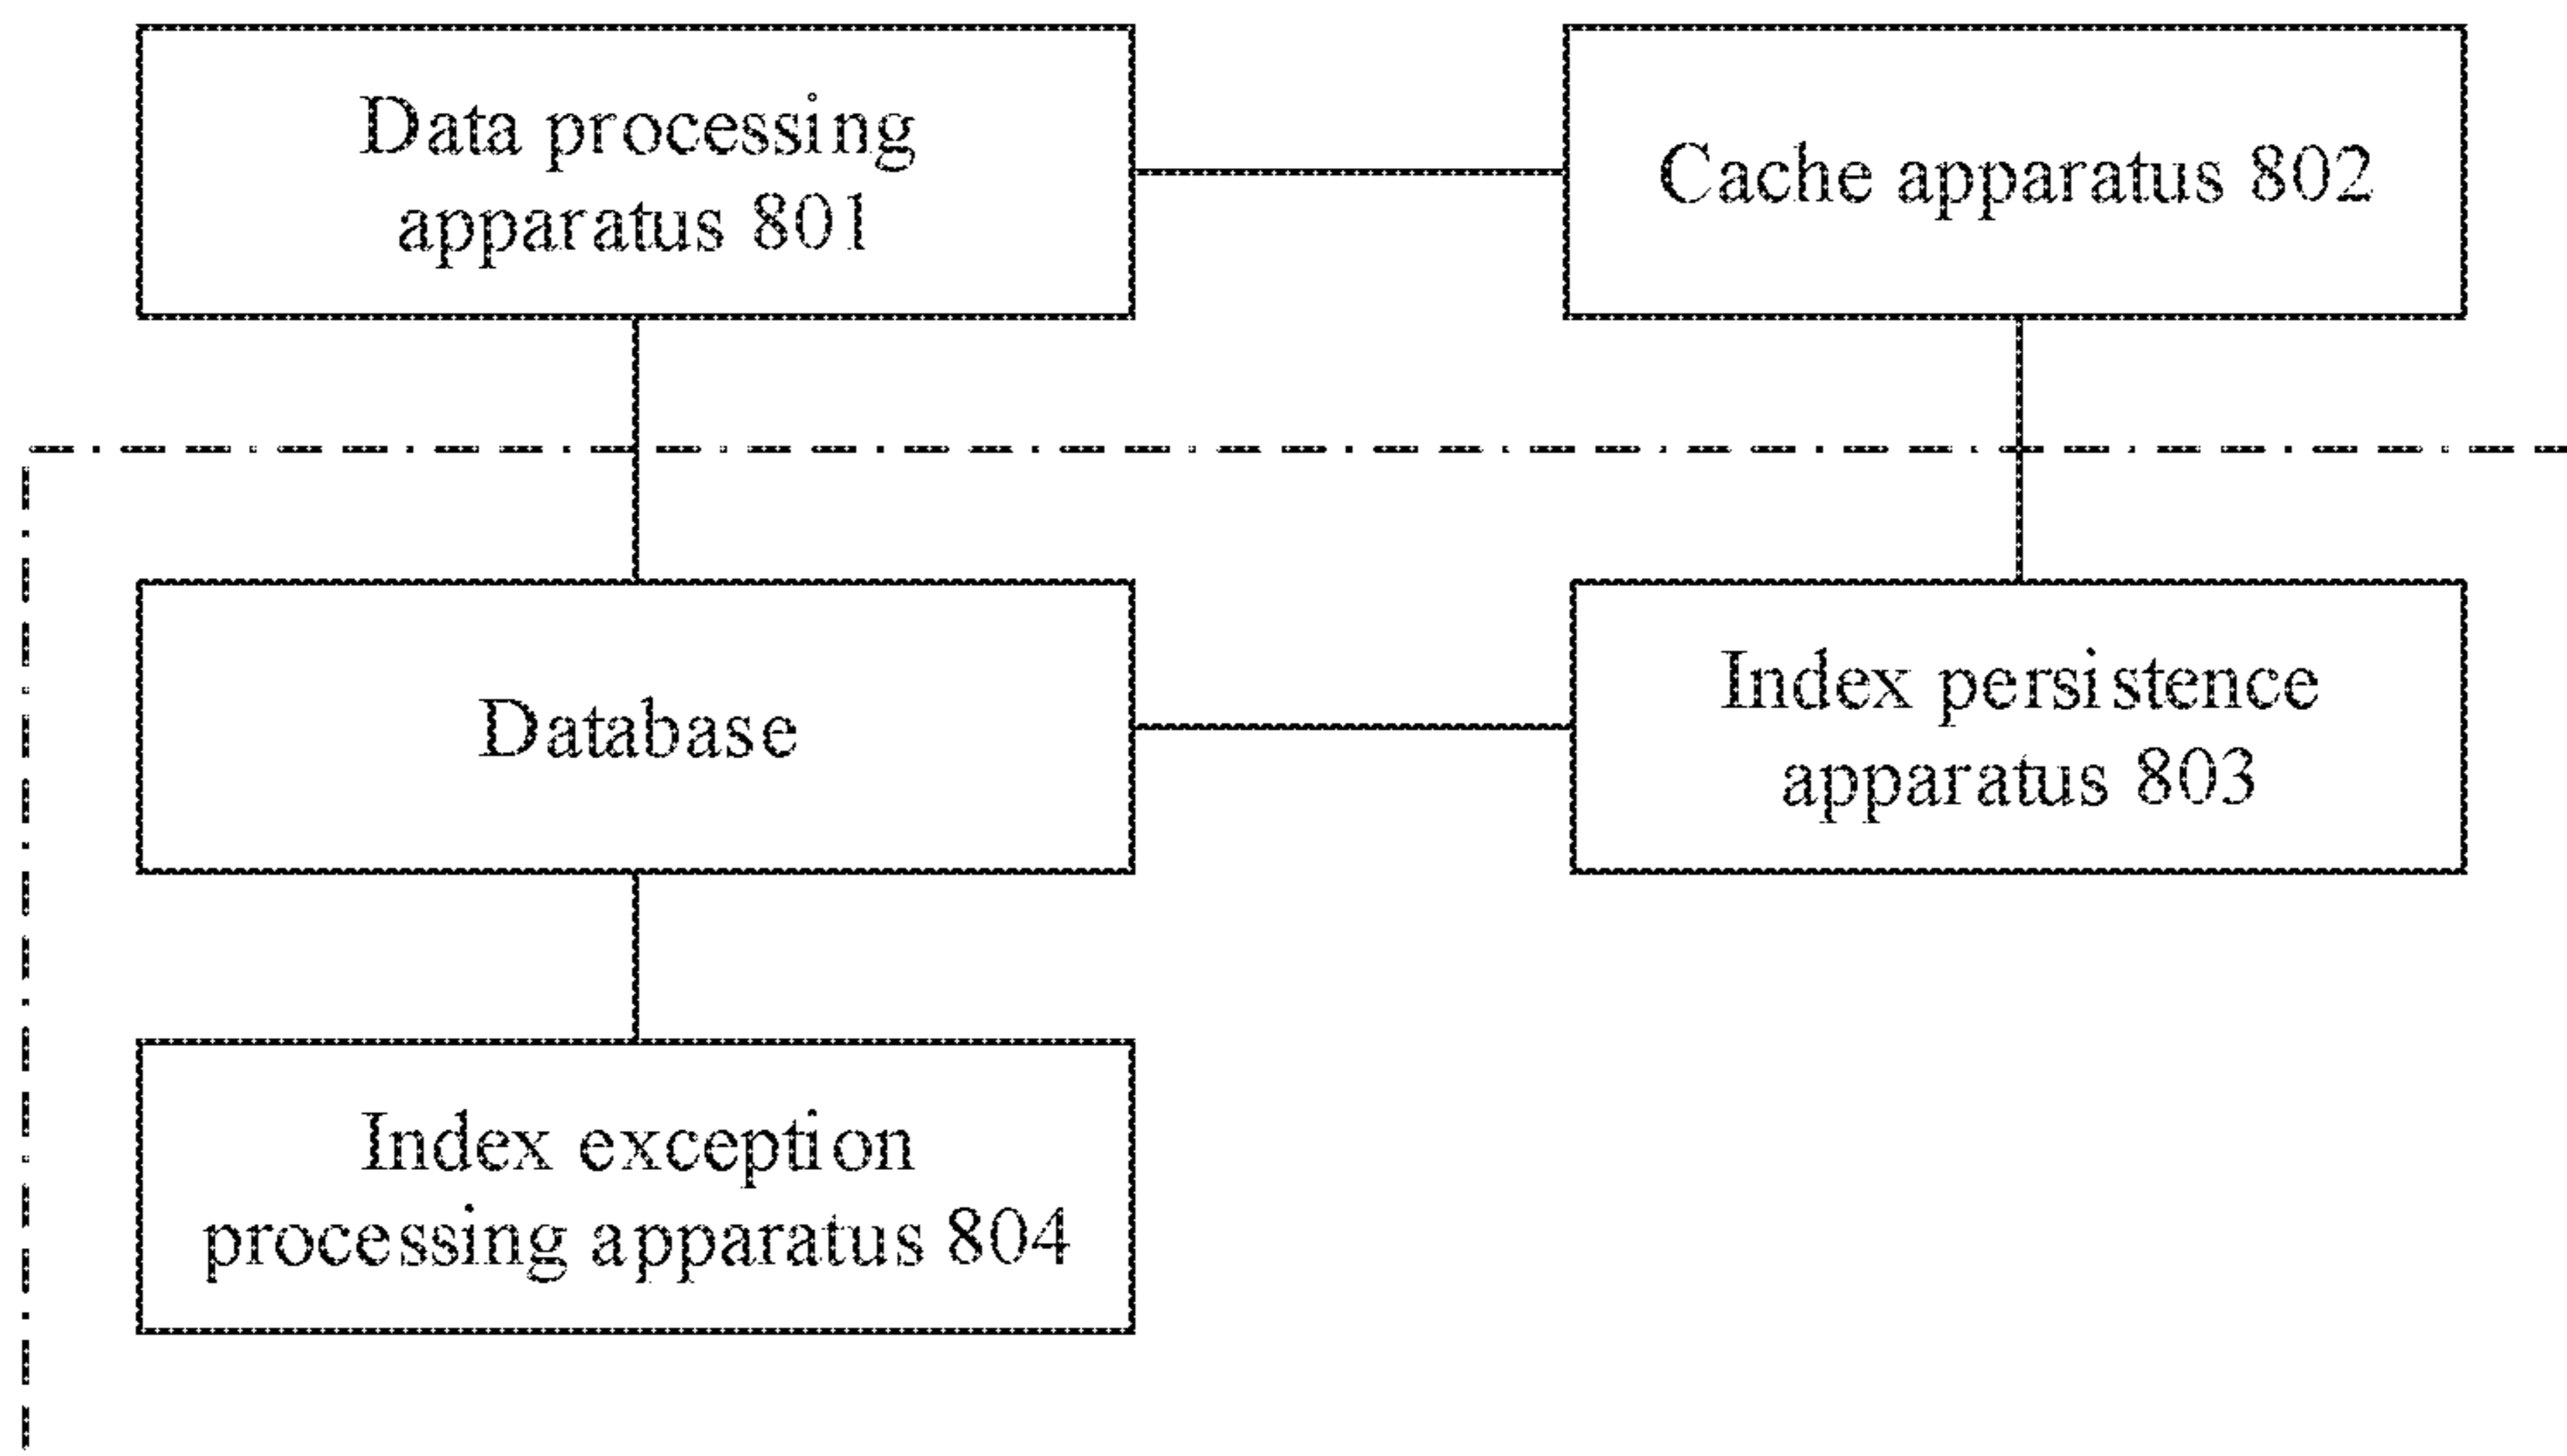 Data processing
apparatus 801
Cache apparatus 802
Database
Index persistence
apparatus 803
Index exception
processing apparatus 804